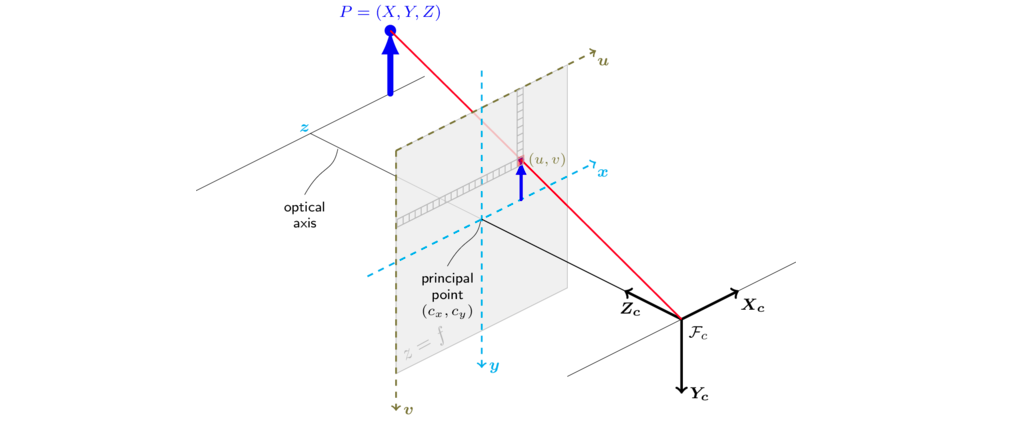 P = (X, Y, Z)
u
z
(u, v)
x
optical
axis
principal
point
(c_x, c_y)
Z_c
X_c
F_c
z = f
y
Y_c
v